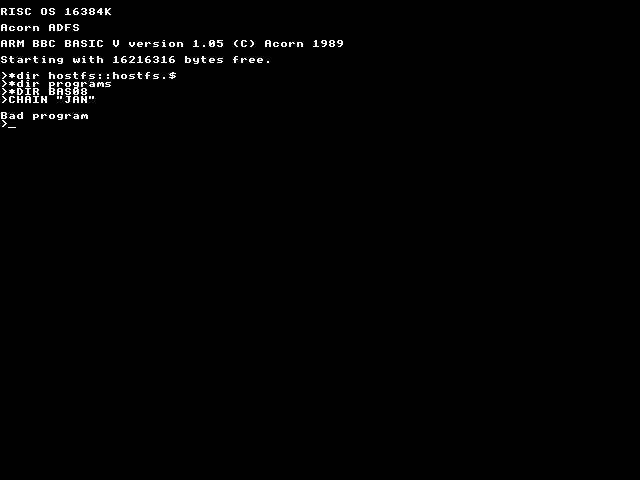 RISC OS 16384K
Acorn ADFS
ARM BBC BASIC V version 1.05 (C) Acorn 1989
Starting with 16216316 bytes free.
>*dir hostfs::hostfs.$
>*dir programs
>*DIR BAS08
>CHAIN "JAN"
Bad program
>_